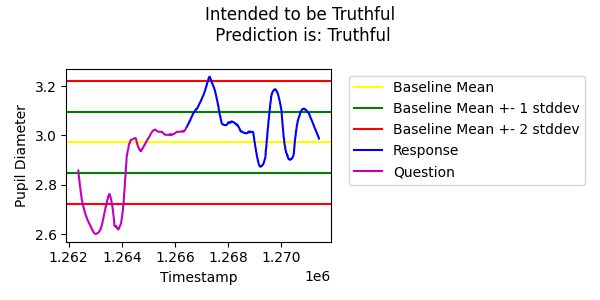 Intended to be Truthful
Prediction is: Truthful
3.2
3.0
2.8
2.6
Pupil Diameter
1.262
1.264
1.266
1.268
1.270
1e6
Timestamp
Baseline Mean
Baseline Mean +- 1 stddev
Baseline Mean +- 2 stddev
Response
Question